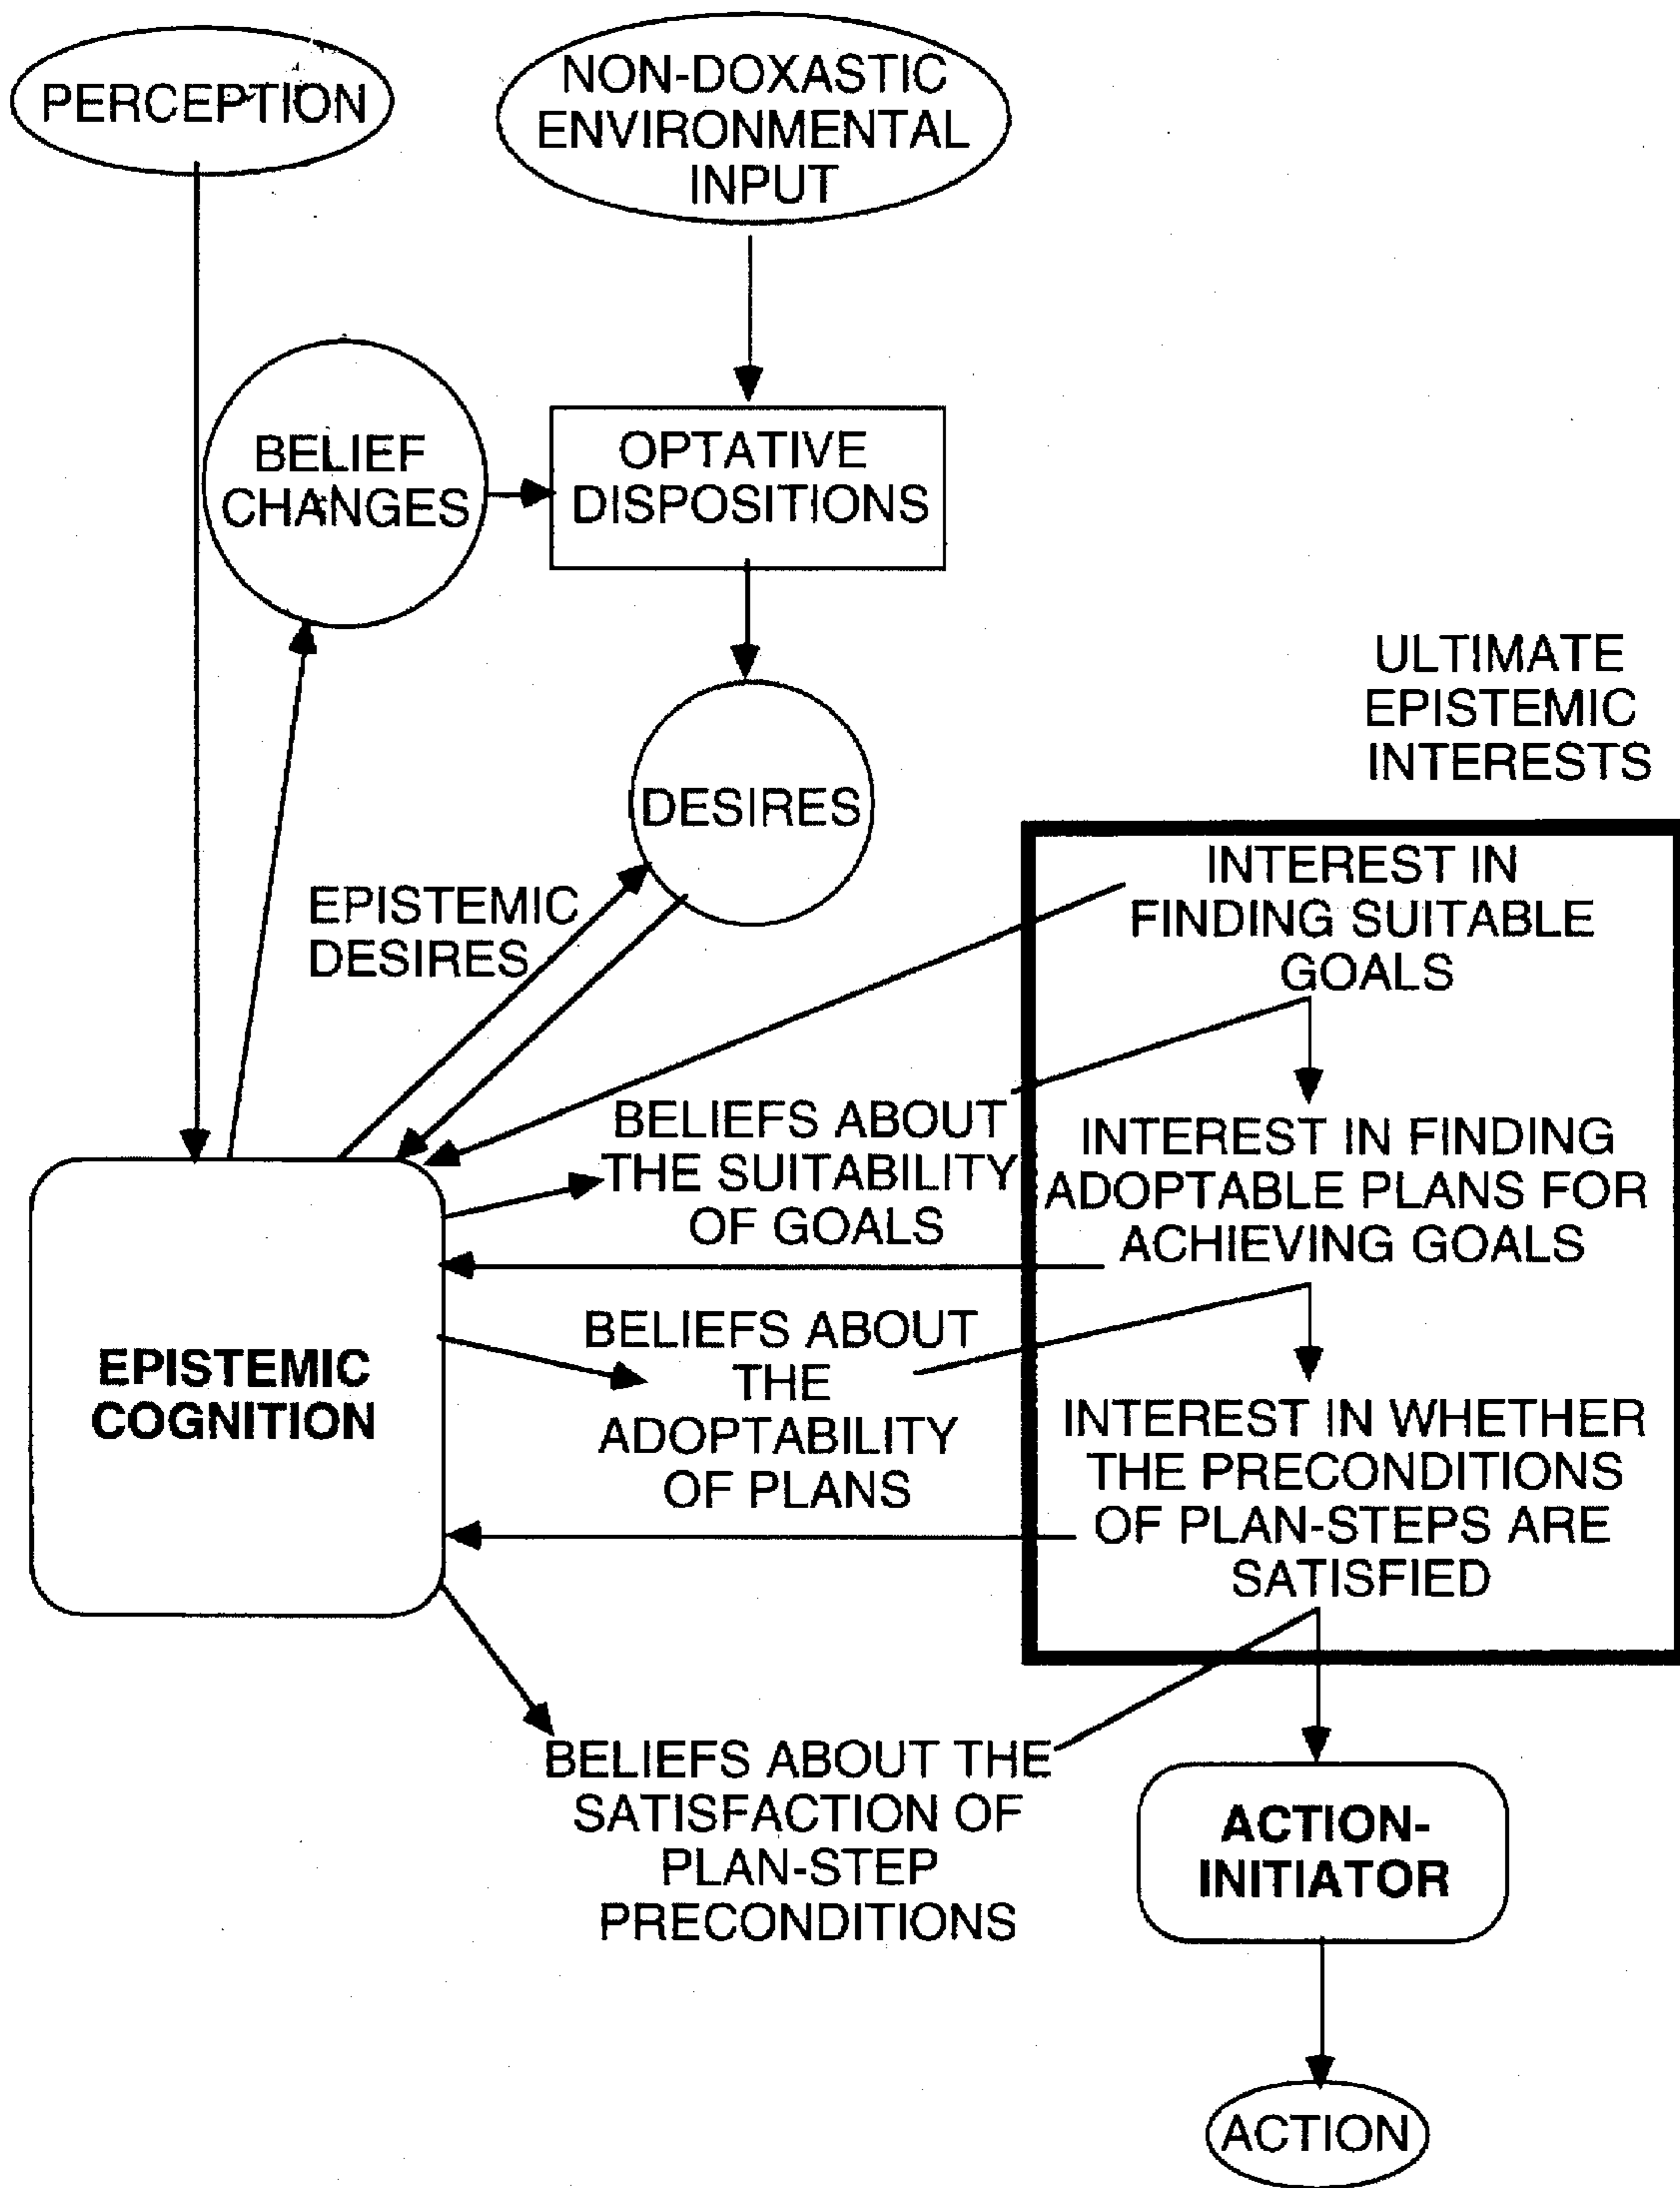 PERCEPTION
NON-DOXASTIC
ENVIRONMENTAL
INPUT
BELIEF
CHANGES
OPTATIVE
DISPOSITIONS
DESIRES
ULTIMATE
EPISTEMIC
INTERESTS
EPISTEMIC
DESIRES
INTEREST IN
FINDING SUITABLE
GOALS
BELIEFS ABOUT
THE SUITABILITY
OF GOALS
INTEREST IN FINDING
ADOPTABLE PLANS FOR
ACHIEVING GOALS
EPISTEMIC
COGNITION
BELIEFS ABOUT
THE
ADOPTABILITY
OF PLANS
INTEREST IN WHETHER
THE PRECONDITIONS
OF PLAN-STEPS ARE
SATISFIED
BELIEFS ABOUT THE
SATISFACTION OF
PLAN-STEP
PRECONDITIONS
ACTION-
INITIATOR
ACTION